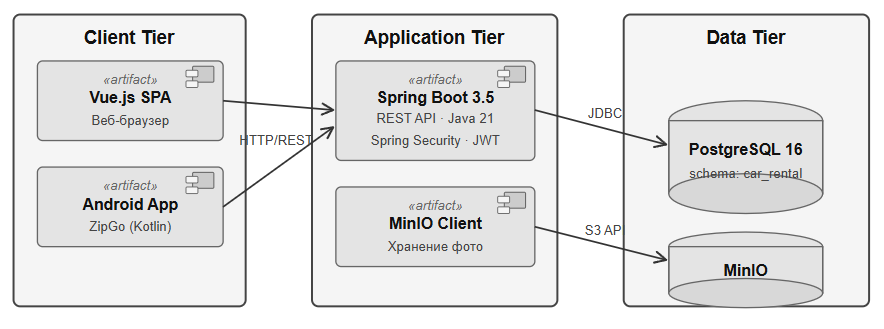 Client Tier
«artifact»
Vue.js SPA
Веб-браузер
«artifact»
Android App
ZipGo (Kotlin)
HTTP/REST
Application Tier
«artifact»
Spring Boot 3.5
REST API · Java 21
Spring Security · JWT
«artifact»
MinIO Client
Хранение фото
JDBC
S3 API
Data Tier
PostgreSQL 16
schema: car_rental
MinIO